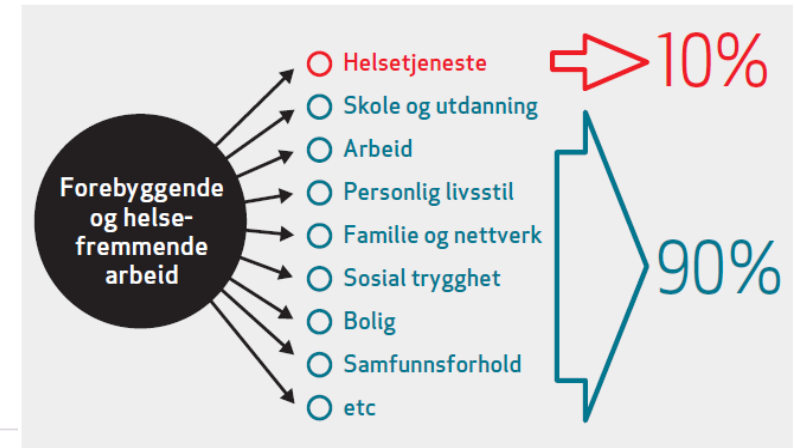 Forebyggende
og helse-
fremmende
arbeid
Helsetjeneste
Skole og utdanning
Arbeid
Personlig livsstil
Familie og nettverk
Sosial trygghet
Bolig
Samfunnsforhold
etc
10%
90%